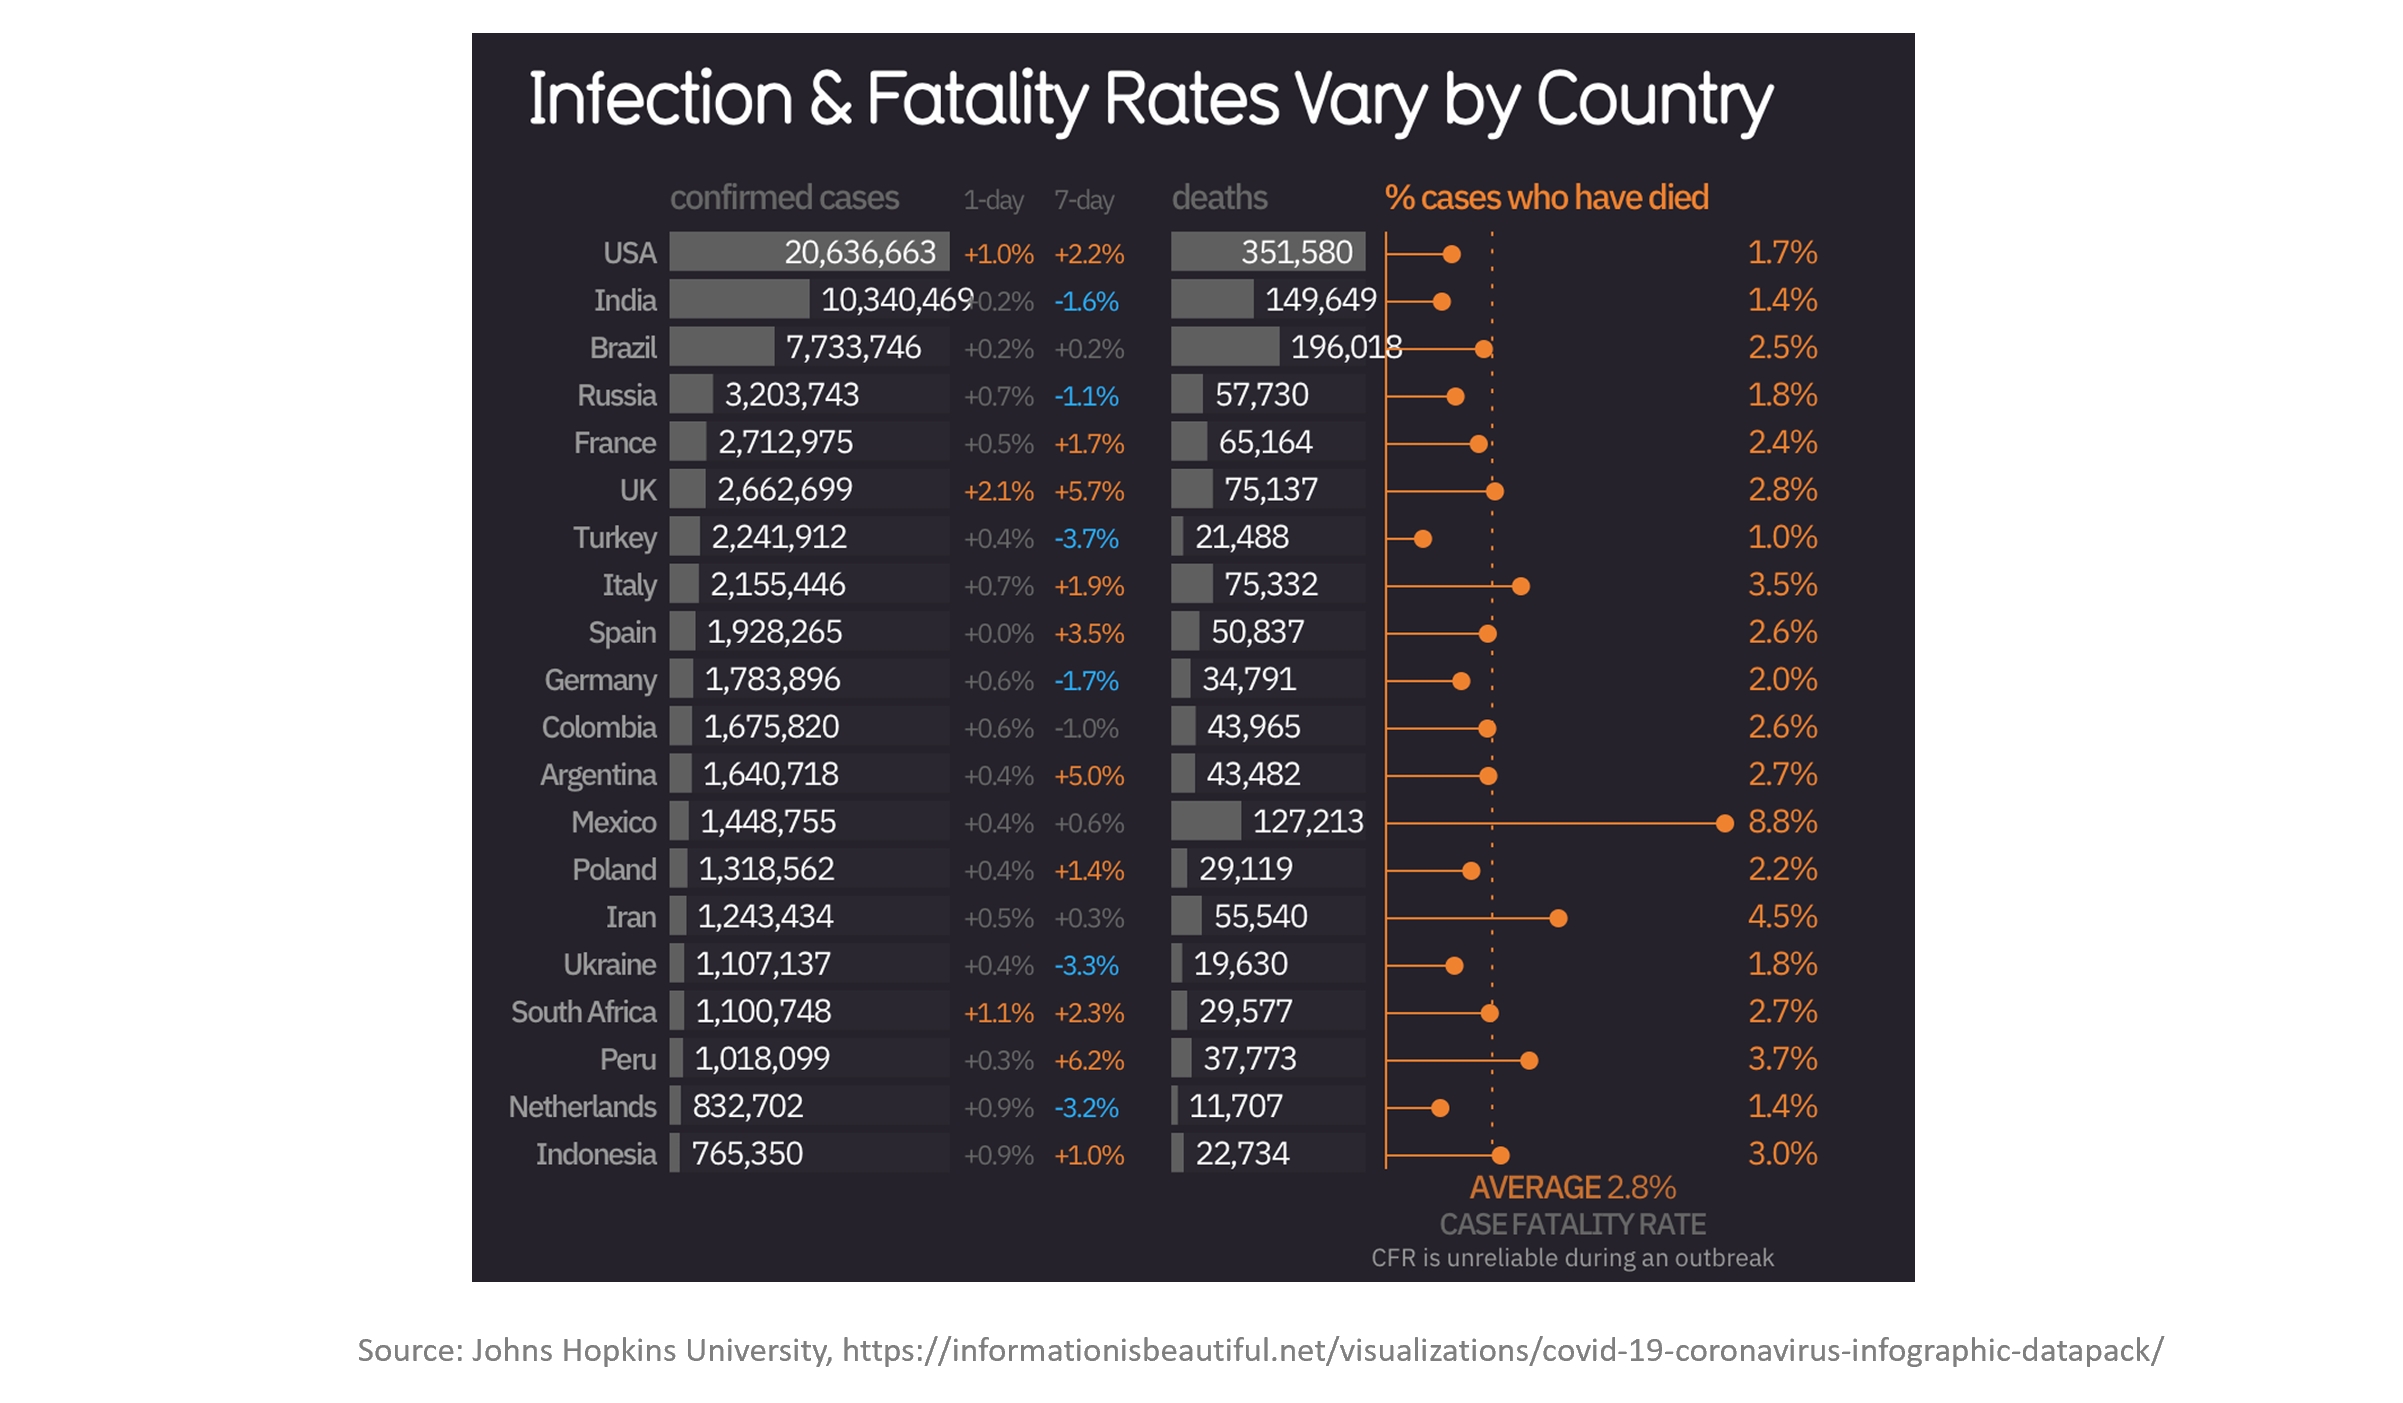 Infection & Fatality Rates Vary by Country
confirmed cases 1-day 7-day deaths % cases who have died
USA 20,636,663 +1.0% +2.2% 351,580 1.7%
India 10,340,469 +0.2% -1.6% 149,649 1.4%
Brazil 7,733,746 +0.2% +0.2% 196,018 2.5%
Russia 3,203,743 +0.7% -1.1% 57,730 1.8%
France 2,712,975 +0.5% +1.7% 65,164 2.4%
UK 2,662,699 +2.1% +5.7% 75,137 2.8%
Turkey 2,241,912 +0.4% -3.7% 21,488 1.0%
Italy 2,155,446 +0.7% +1.9% 75,332 3.5%
Spain 1,928,265 +0.0% +3.5% 50,837 2.6%
Germany 1,783,896 +0.6% -1.7% 34,791 2.0%
Colombia 1,675,820 +0.6% -1.0% 43,965 2.6%
Argentina 1,640,718 +0.4% +5.0% 43,482 2.7%
Mexico 1,448,755 +0.4% +0.6% 127,213 8.8%
Poland 1,318,562 +0.4% +1.4% 29,119 2.2%
Iran 1,243,434 +0.5% +0.3% 55,540 4.5%
Ukraine 1,107,137 +0.4% -3.3% 19,630 1.8%
South Africa 1,100,748 +1.1% +2.3% 29,577 2.7%
Peru 1,018,099 +0.3% +6.2% 37,773 3.7%
Netherlands 832,702 +0.9% -3.2% 11,707 1.4%
Indonesia 765,350 +0.9% +1.0% 22,734 3.0%
AVERAGE 2.8%
CASE FATALITY RATE
CFR is unreliable during an outbreak
Source: Johns Hopkins University, https://informationisbeautiful.net/visualizations/covid-19-coronavirus-infographic-datapack/